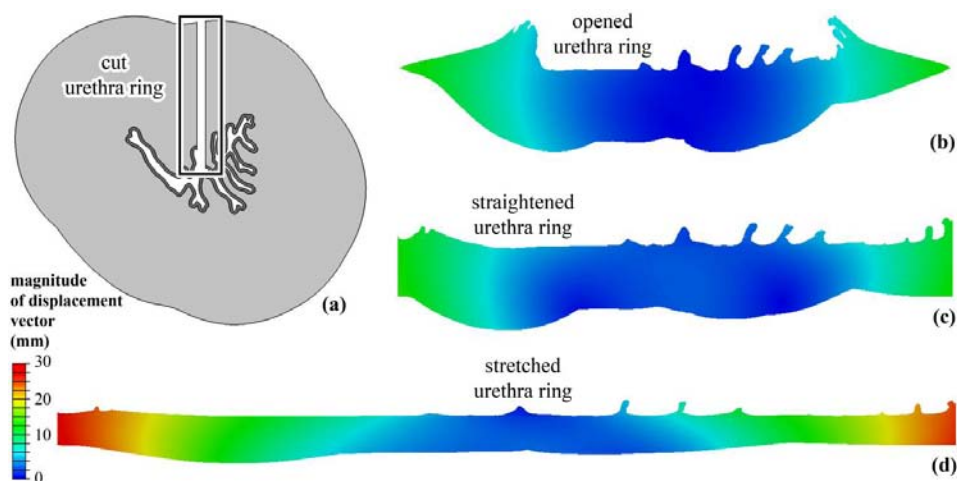 cut
urethra ring
(a)
opened
urethra ring
(b)
straightened
urethra ring
(c)
magnitude
of displacement
vector
(mm)
30
20
10
0
stretched
urethra ring
(d)